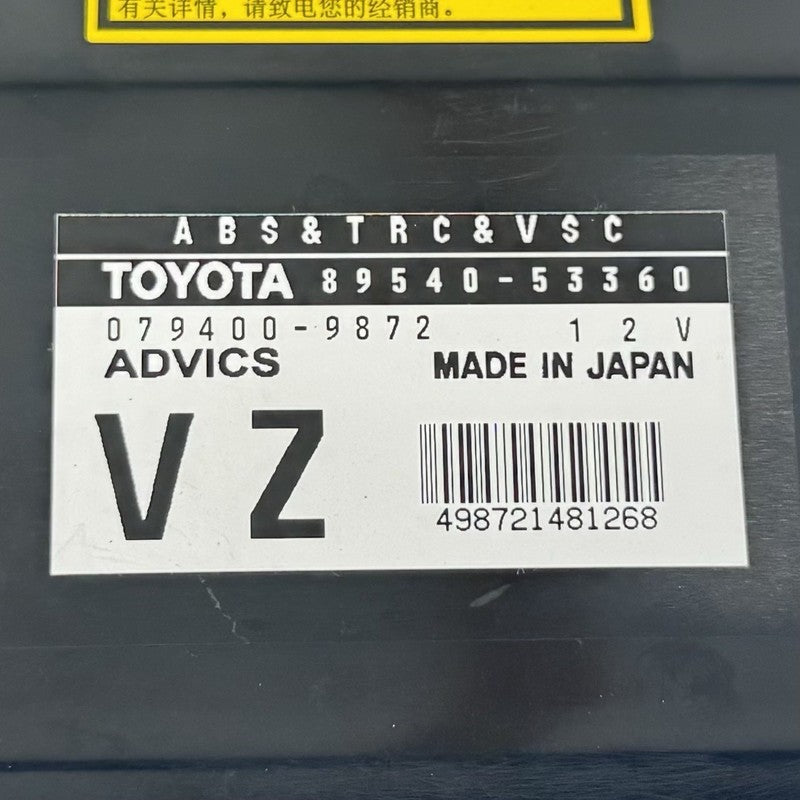 有关详情，请致电您的经销商。
ABS&TRC&VSC
TOYOTA 89540-53360
079400-9872 12V
ADVICS MADE IN JAPAN
VZ
498721481268